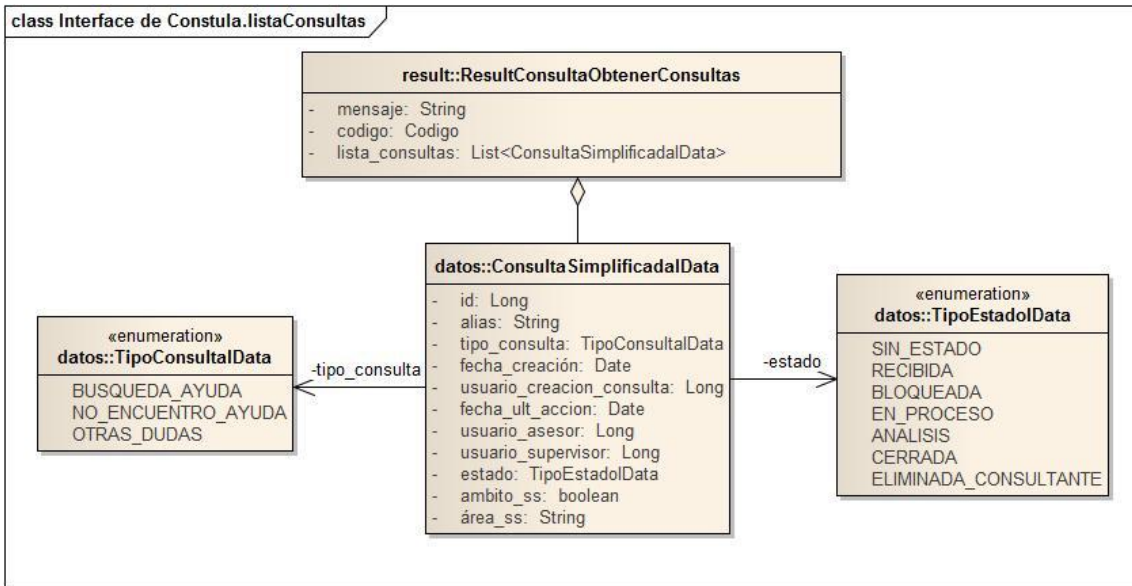 class Interface de Constula.listaConsultas
result::ResultConsultaObtenerConsultas
- mensaje: String
- codigo: Codigo
- lista_consultas: List<ConsultaSimplificadaIData>
datos::ConsultaSimplificadaIData
- id: Long
- alias: String
- tipo_consulta: TipoConsultaIData
- fecha_creación: Date
- usuario_creacion_consulta: Long
- fecha_ult_accion: Date
- usuario_asesor: Long
- usuario_supervisor: Long
- estado: TipoEstadoIData
- ambito_ss: boolean
- área_ss: String
«enumeration»
datos::TipoConsultaIData
BUSQUEDA_AYUDA
NO_ENCUENTRO_AYUDA
OTRAS_DUDAS
-tipo_consulta
-estado
«enumeration»
datos::TipoEstadoIData
SIN_ESTADO
RECIBIDA
BLOQUEADA
EN_PROCESO
ANALISIS
CERRADA
ELIMINADA_CONSULTANTE